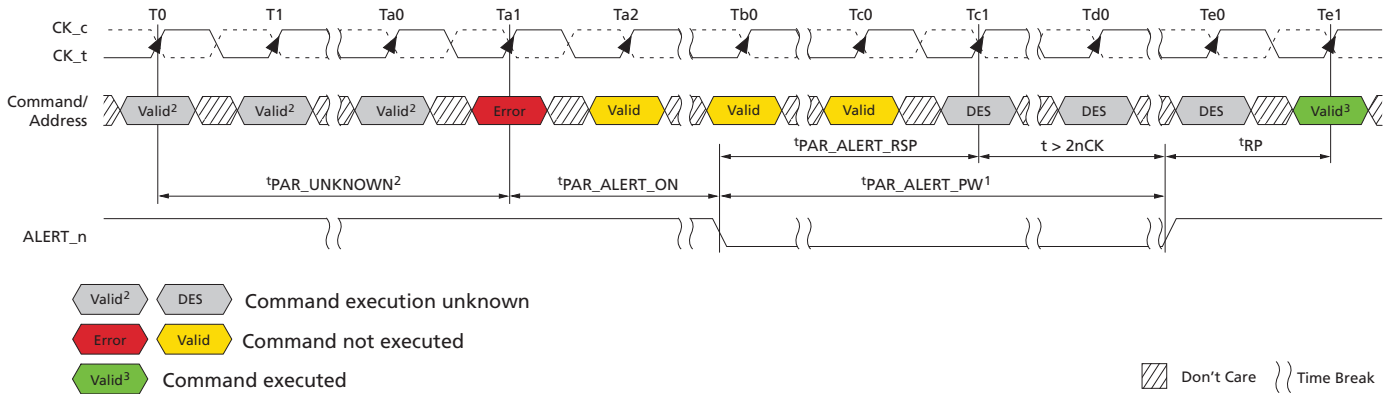 T0 T1 Ta0 Ta1 Ta2 Tb0 Tc0 Tc1 Td0 Te0 Te1
CK_c
CK_t
Command/
Address
Valid² Valid² Valid² Error Valid Valid Valid DES DES DES Valid³
tPAR_ALERT_RSP t > 2nCK tRP
tPAR_UNKNOWN² tPAR_ALERT_ON tPAR_ALERT_PW¹
ALERT_n
Valid² DES Command execution unknown
Error Valid Command not executed
Valid³ Command executed
Don't Care Time Break